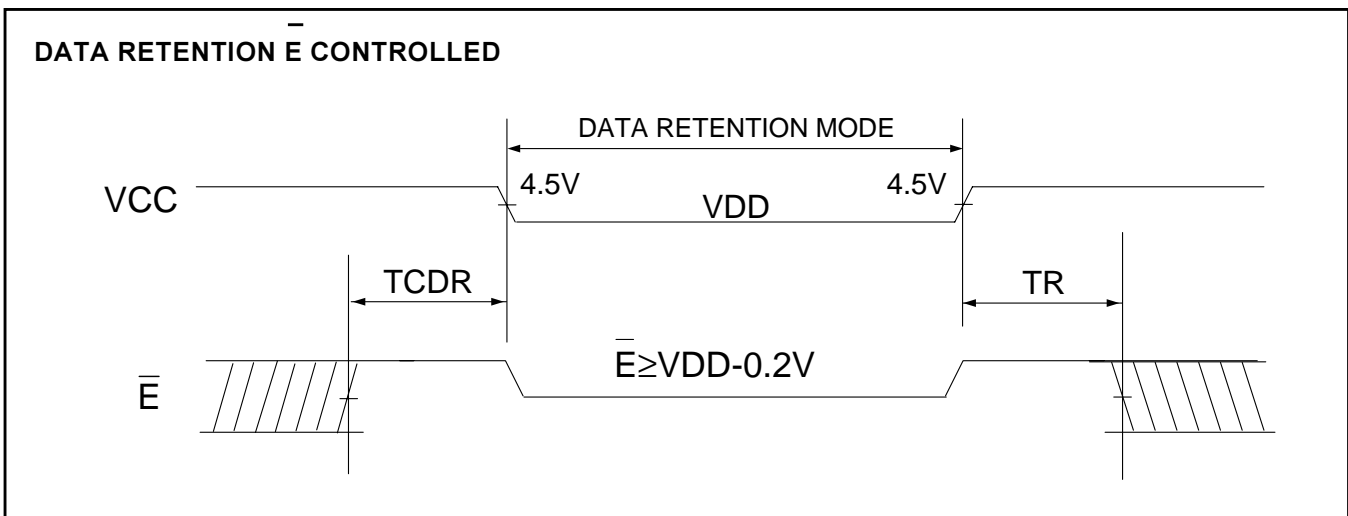 DATA RETENTION E̅ CONTROLLED
DATA RETENTION MODE
4.5V 4.5V
VCC VDD
TCDR TR
E̅≥VDD-0.2V
E̅